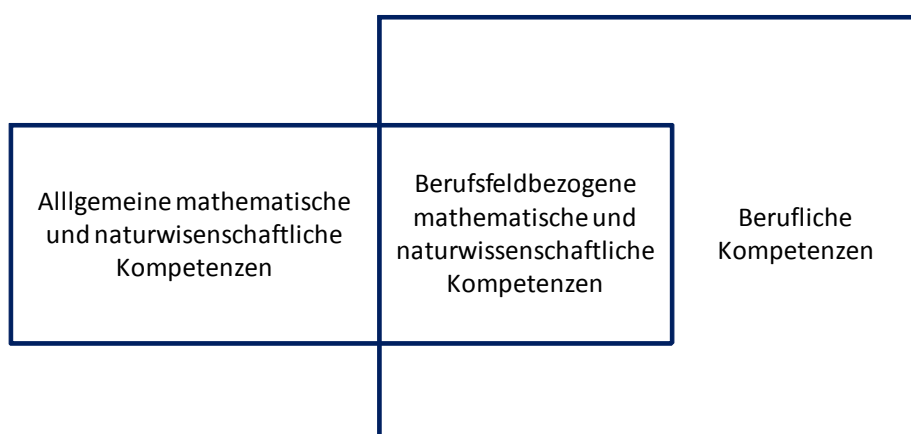 Alllgemeine mathematische
und naturwisenschaftliche
Kompetenzen
Berufsfeldbezogene
mathematische und
naturwissenschaftliche
Kompetenzen
Berufliche
Kompetenzen